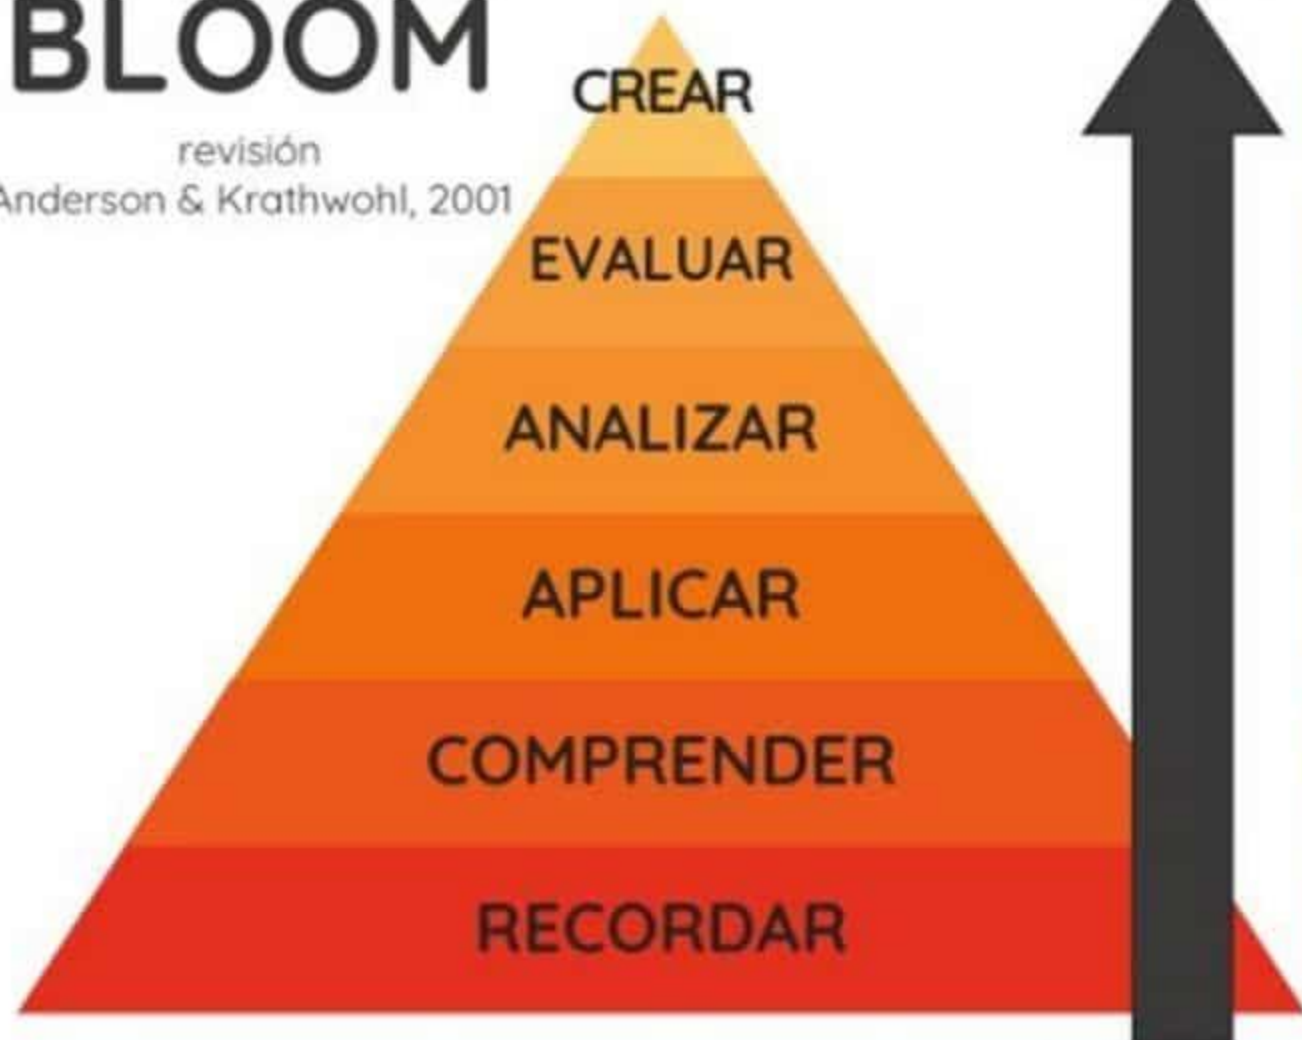 BLOOM
revisión
Anderson & Krathwohl, 2001
CREAR
EVALUAR
ANALIZAR
APLICAR
COMPRENDER
RECORDAR